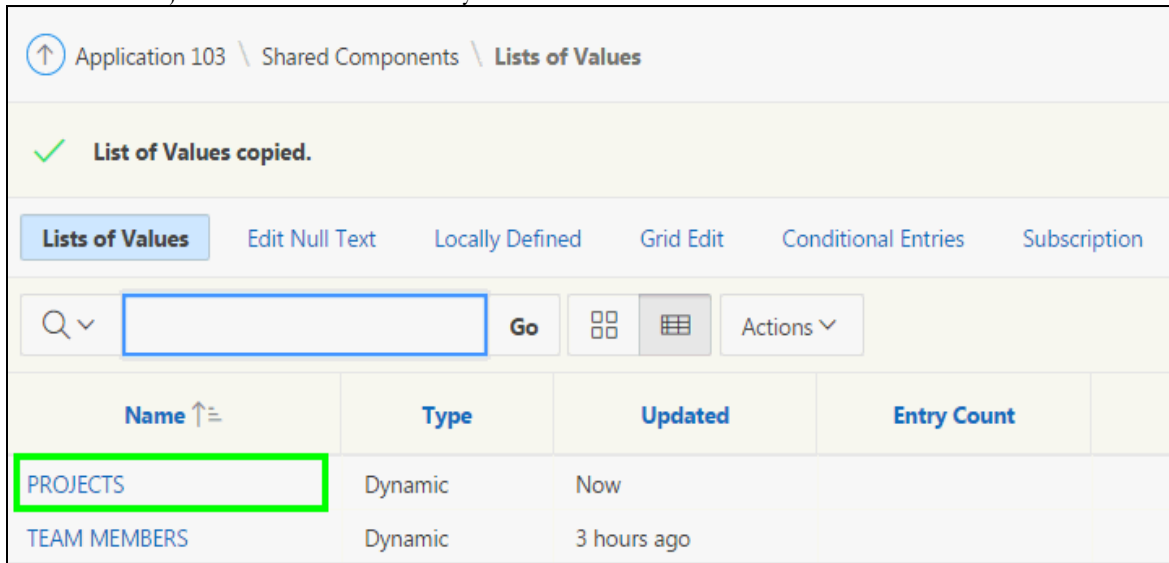 Application 103 \ Shared Components \ Lists of Values
List of Values copied.
Lists of Values Edit Null Text Locally Defined Grid Edit Conditional Entries Subscription
Go Actions
Name Type Updated Entry Count
PROJECTS Dynamic Now
TEAM MEMBERS Dynamic 3 hours ago